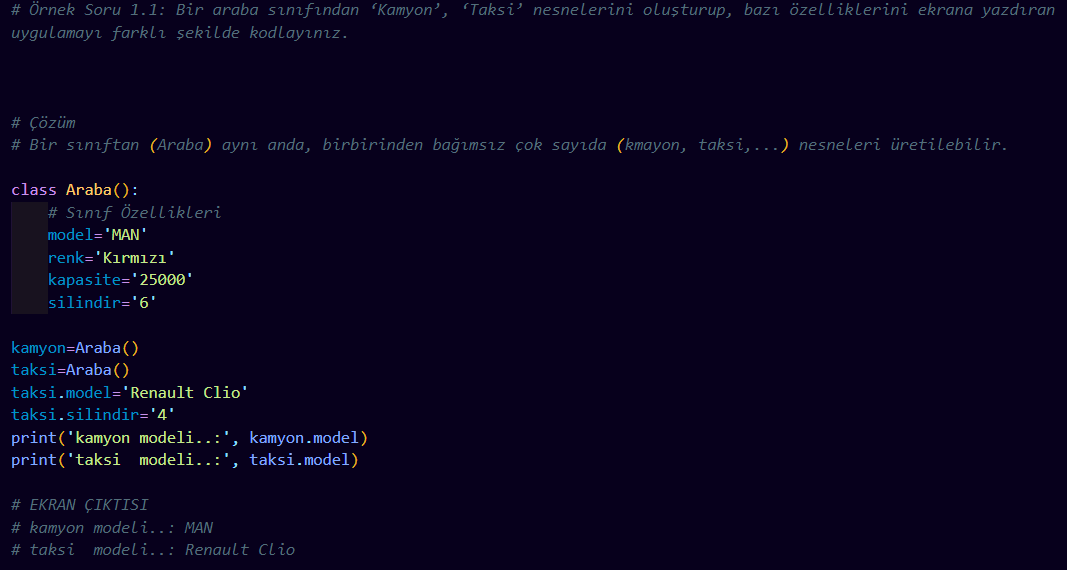 # Örnek Soru 1.1: Bir araba sınıfından ‘Kamyon’, ‘Taksi’ nesnelerini oluşturup, bazı özelliklerini ekrana yazdıran
uygulamayı farklı şekilde kodlayınız.
# Çözüm
# Bir sınıftan (Araba) aynı anda, birbirinden bağımsız çok sayıda (kmayon, taksi,...) nesneleri üretilebilir.
class Araba():
    # Sınıf Özellikleri
    model='MAN'
    renk='Kırmızı'
    kapasite='25000'
    silindir='6'
kamyon=Araba()
taksi=Araba()
taksi.model='Renault Clio'
taksi.silindir='4'
print('kamyon modeli..:', kamyon.model)
print('taksi  modeli..:', taksi.model)
# EKRAN ÇIKTISI
# kamyon modeli..: MAN
# taksi  modeli..: Renault Clio